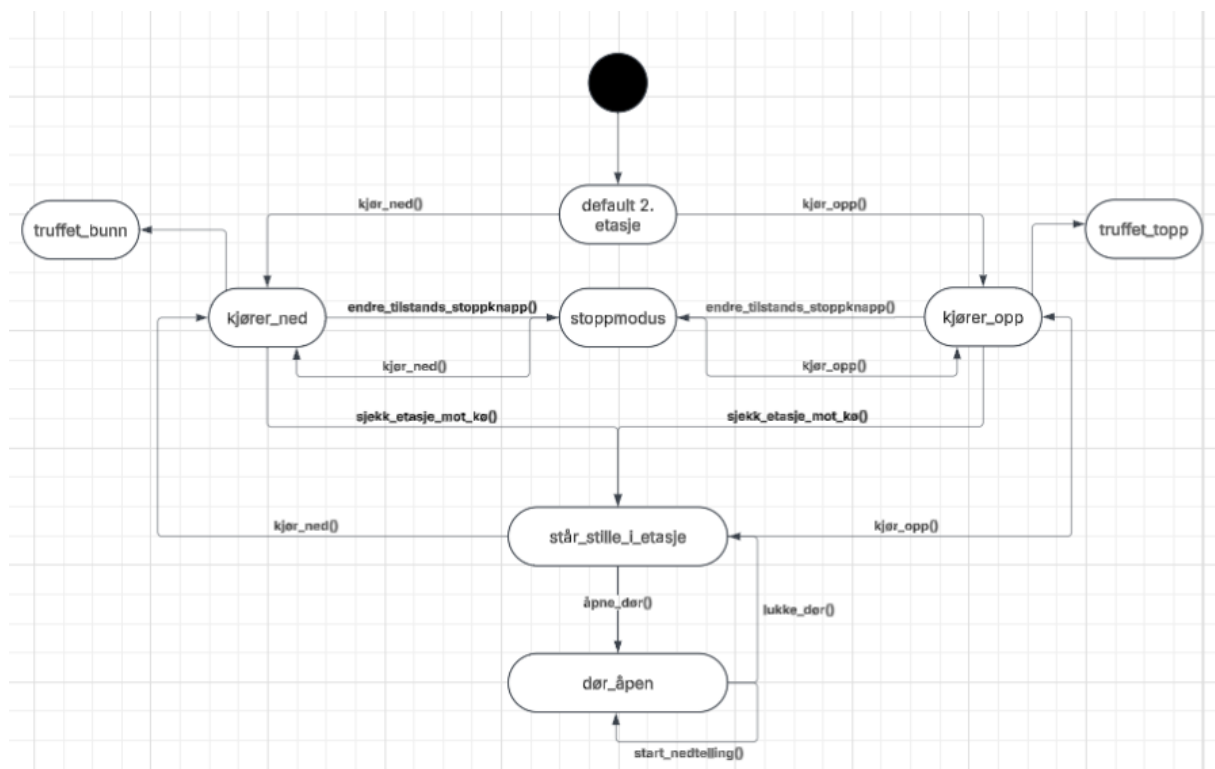 kjør_ned()
default 2.
etasje
kjør_opp()
truffet_bunn
truffet_topp
kjører_ned
endre_tilstands_stoppknapp()
stoppmodus
endre_tilstands_stoppknapp()
kjører_opp
kjør_ned()
kjør_opp()
sjekk_etasje_mot_kø()
sjekk_etasje_mot_kø()
kjør_ned()
står_stille_i_etasje
kjør_opp()
åpne_dør()
lukke_dør()
dør_åpen
start_nedtelling()